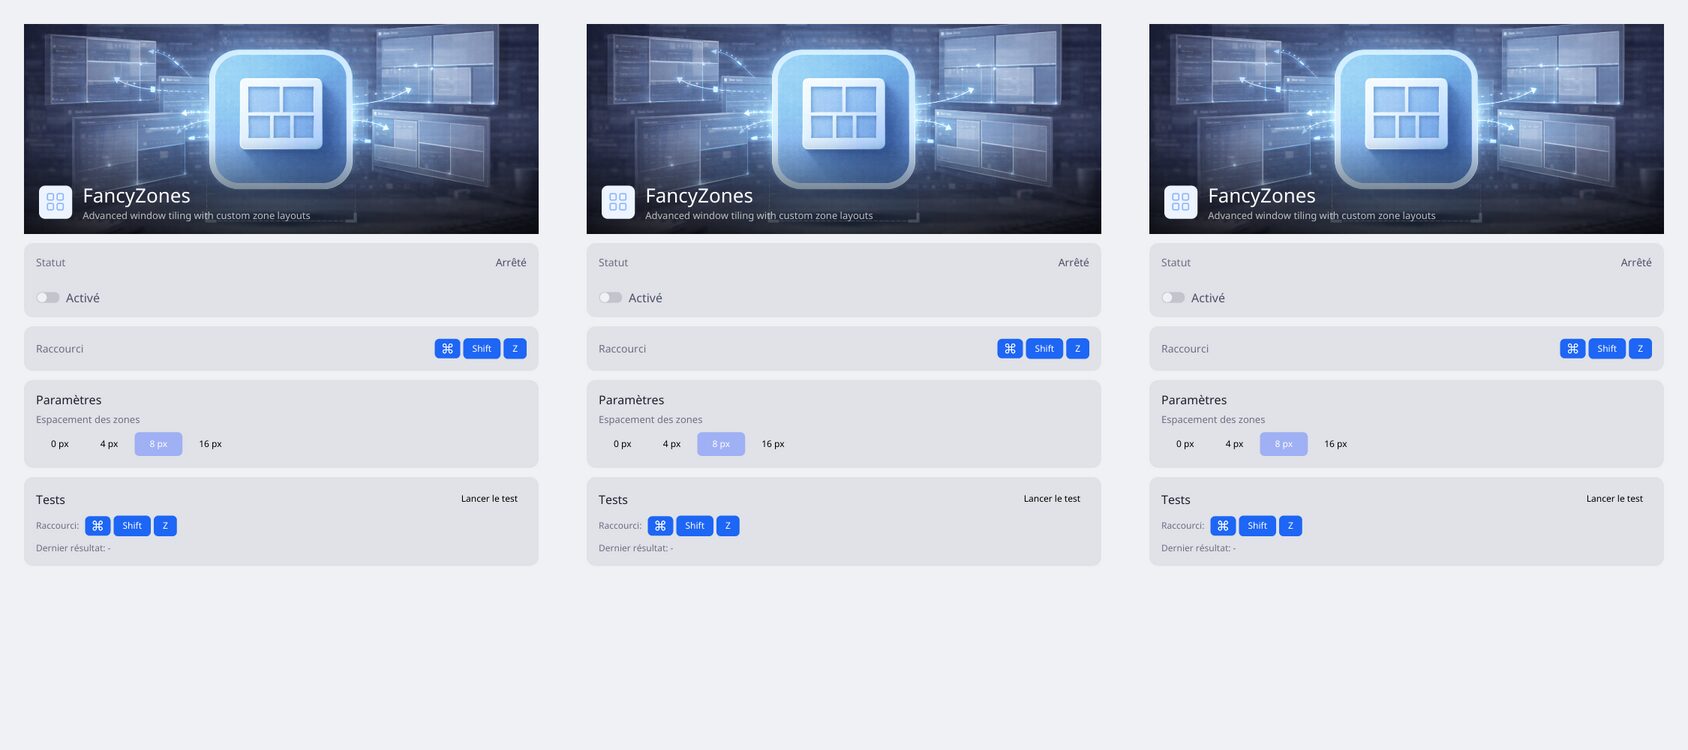 FancyZones
Advanced window tiling with custom zone layouts
Statut
Arrêté
Activé
Raccourci
⌘ Shift Z
Paramètres
Espacement des zones
0 px 4 px 8 px 16 px
Tests
Lancer le test
Raccourci: ⌘ Shift Z
Dernier résultat: -
FancyZones
Advanced window tiling with custom zone layouts
Statut
Arrêté
Activé
Raccourci
⌘ Shift Z
Paramètres
Espacement des zones
0 px 4 px 8 px 16 px
Tests
Lancer le test
Raccourci: ⌘ Shift Z
Dernier résultat: -
FancyZones
Advanced window tiling with custom zone layouts
Statut
Arrêté
Activé
Raccourci
⌘ Shift Z
Paramètres
Espacement des zones
0 px 4 px 8 px 16 px
Tests
Lancer le test
Raccourci: ⌘ Shift Z
Dernier résultat: -